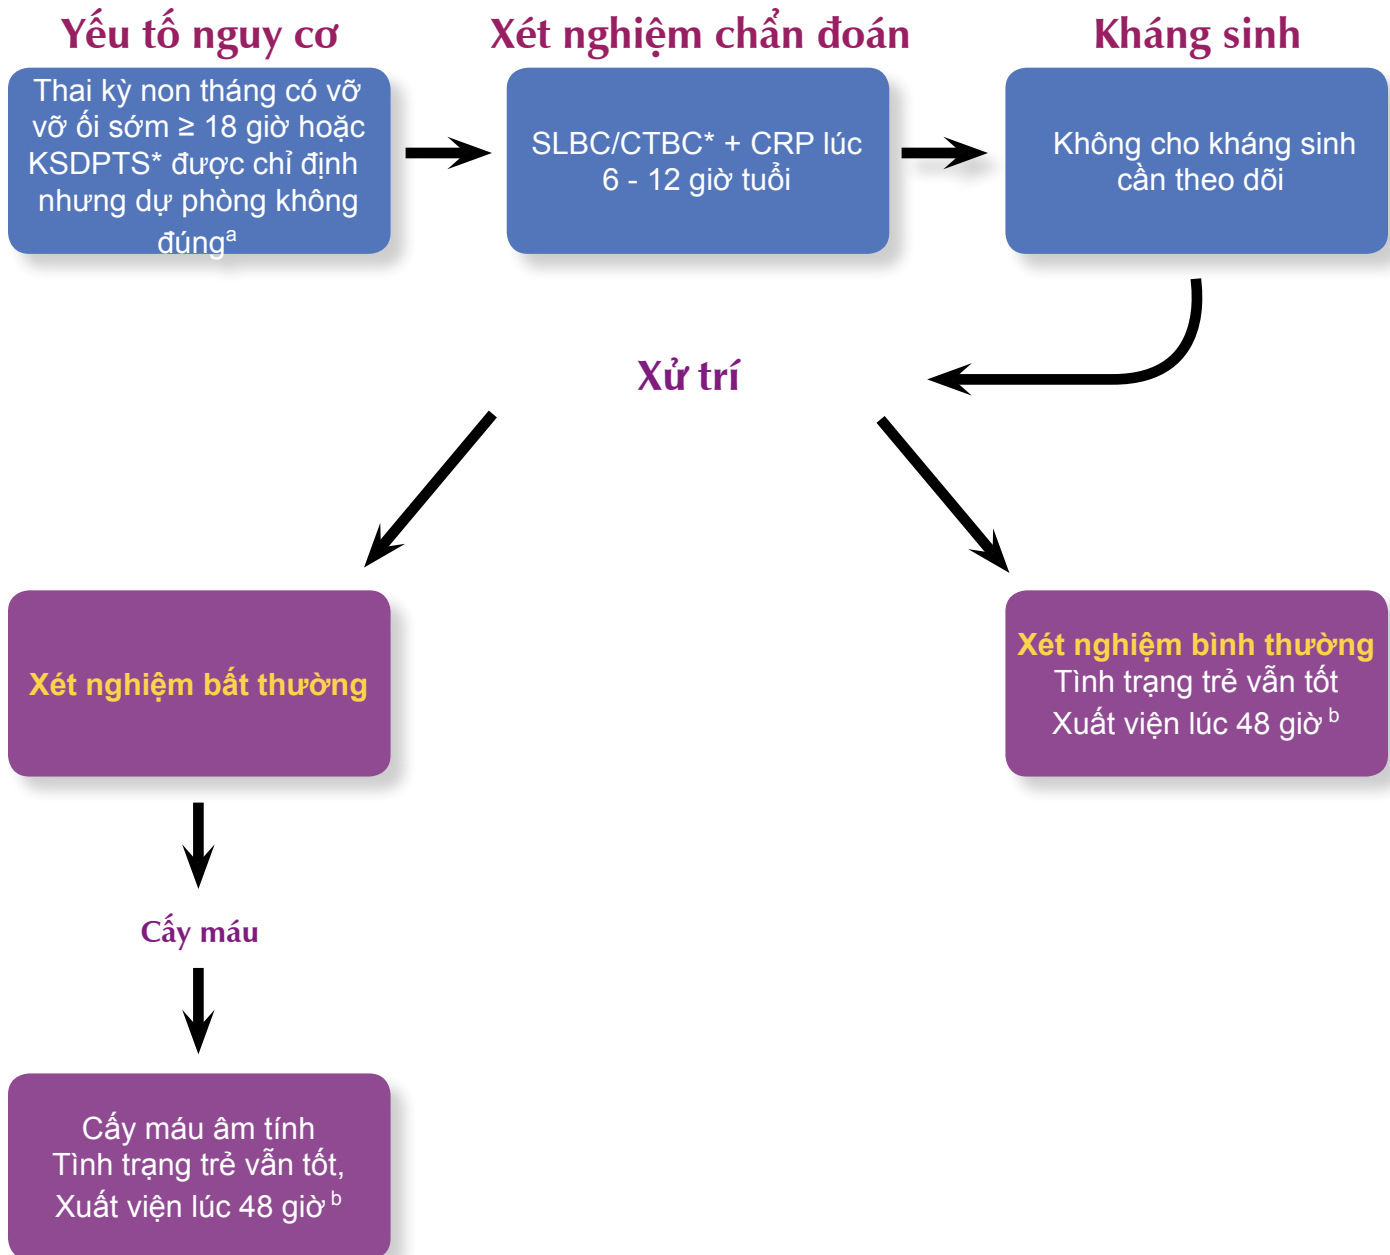 Yếu tố nguy cơ
Xét nghiệm chẩn đoán
Kháng sinh
Thai kỳ non tháng có vỡ
vỡ ối sớm ≥ 18 giờ hoặc
KSDPTS* được chỉ định
nhưng dự phòng không
đúngᵃ
SLBC/CTBC* + CRP lúc
6 - 12 giờ tuổi
Không cho kháng sinh
cần theo dõi
Xử trí
Xét nghiệm bất thường
Xét nghiệm bình thường
Tình trạng trẻ vẫn tốt
Xuất viện lúc 48 giờ ᵇ
Cấy máu
Cấy máu âm tính
Tình trạng trẻ vẫn tốt,
Xuất viện lúc 48 giờ ᵇ